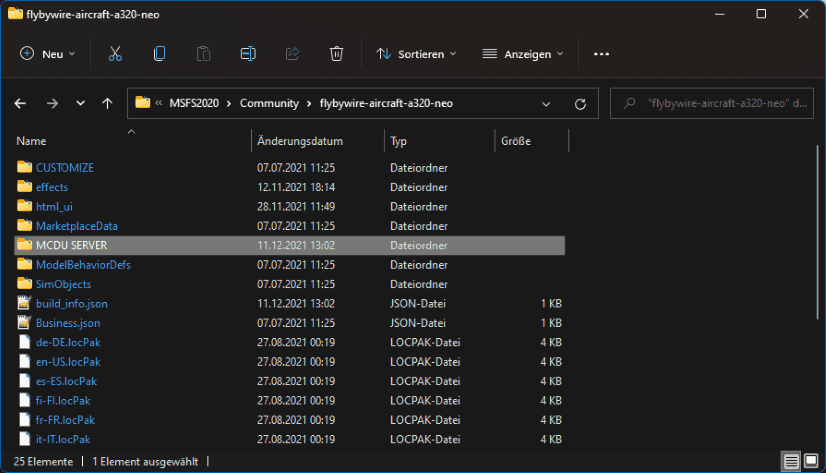 flybywire-aircraft-a320-neo
Neu Sortieren Anzeigen
« MSFS2020 > Community > flybywire-aircraft-a320-neo "flybywire-aircraft-a320-neo" d...
Name Änderungsdatum Typ Größe
CUSTOMIZE 07.07.2021 11:25 Dateiordner
effects 12.11.2021 18:14 Dateiordner
html_ui 28.11.2021 11:49 Dateiordner
MarketplaceData 07.07.2021 11:25 Dateiordner
MCDU SERVER 11.12.2021 13:02 Dateiordner
ModelBehaviorDefs 07.07.2021 11:25 Dateiordner
SimObjects 07.07.2021 11:25 Dateiordner
build_info.json 11.12.2021 13:02 JSON-Datei 1 KB
Business.json 07.07.2021 11:25 JSON-Datei 1 KB
de-DE.locPak 27.08.2021 00:19 LOCPAK-Datei 4 KB
en-US.locPak 27.08.2021 00:19 LOCPAK-Datei 4 KB
es-ES.locPak 27.08.2021 00:19 LOCPAK-Datei 4 KB
fi-FI.locPak 27.08.2021 00:19 LOCPAK-Datei 4 KB
fr-FR.locPak 27.08.2021 00:19 LOCPAK-Datei 4 KB
it-IT.locPak 27.08.2021 00:19 LOCPAK-Datei 4 KB
25 Elemente 1 Element ausgewählt